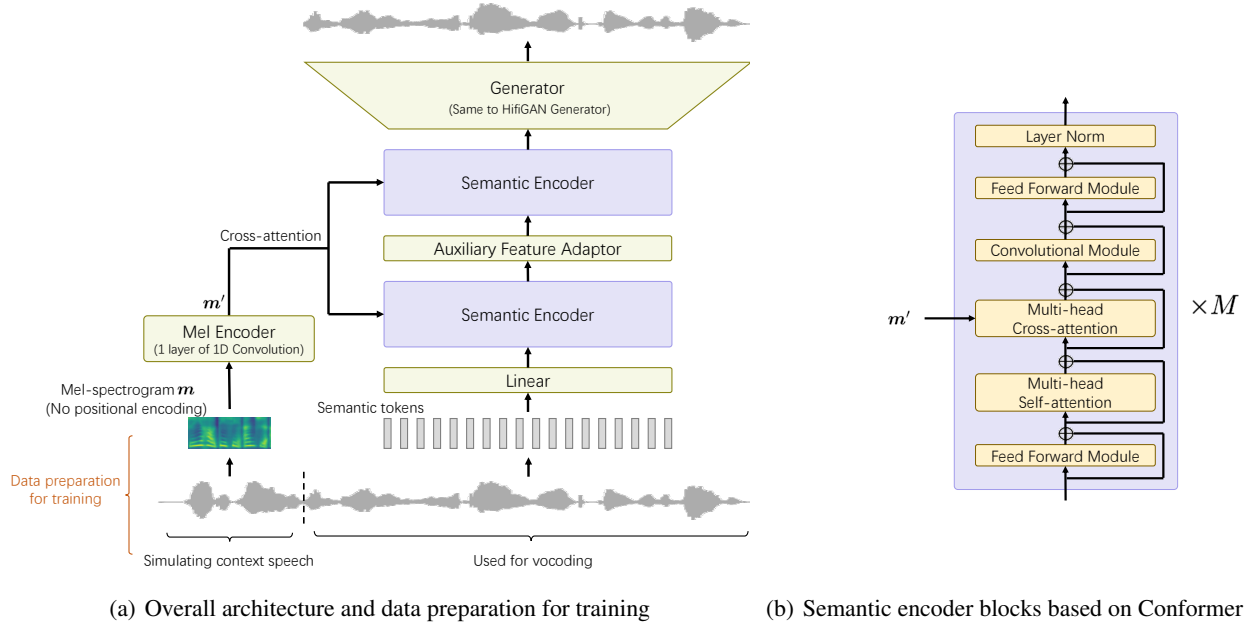 Generator
(Same to HifiGAN Generator)
Semantic Encoder
Cross-attention
Auxiliary Feature Adaptor
m′
Semantic Encoder
Mel Encoder
(1 layer of 1D Convolution)
Linear
Mel-spectrogram m
(No positional encoding)
Semantic tokens
Data preparation
for training
Simulating context speech
Used for vocoding
(a) Overall architecture and data preparation for training
Layer Norm
Feed Forward Module
Convolutional Module
m′
Multi-head
Cross-attention
×M
Multi-head
Self-attention
Feed Forward Module
(b) Semantic encoder blocks based on Conformer